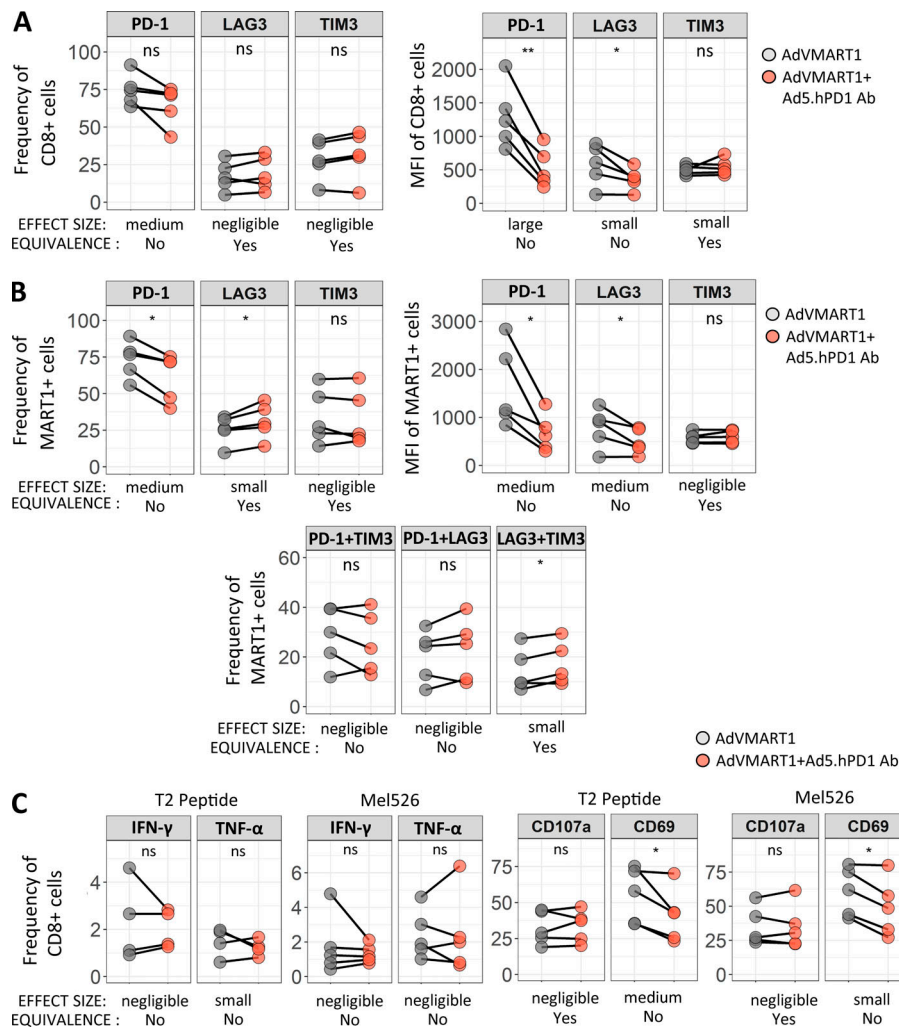 A
PD-1 LAG3 TIM3
ns ns ns
Frequency of
CD8+ cells
100
75
50
25
0
EFFECT SIZE: medium negligible negligible
EQUIVALENCE : No Yes Yes
PD-1 LAG3 TIM3
** * ns
MFI of CD8+ cells
2000
1500
1000
500
0
large small small
No No Yes
AdVMART1
AdVMART1+
Ad5.hPD1 Ab
B
PD-1 LAG3 TIM3
* * ns
Frequency of
MART1+ cells
100
75
50
25
0
EFFECT SIZE: medium small negligible
EQUIVALENCE : No Yes Yes
PD-1 LAG3 TIM3
* * ns
MFI of MART1+ cells
3000
2000
1000
0
medium medium negligible
No No Yes
AdVMART1
AdVMART1+
Ad5.hPD1 Ab
PD-1+TIM3 PD-1+LAG3 LAG3+TIM3
ns ns *
Frequency of
MART1+ cells
60
40
20
0
EFFECT SIZE: negligible negligible small
EQUIVALENCE : No No Yes
AdVMART1
AdVMART1+Ad5.hPD1 Ab
C
T2 Peptide
IFN-γ TNF-α
ns ns
Frequency of
CD8+ cells
4
2
0
EFFECT SIZE: negligible small
EQUIVALENCE : No No
Mel526
IFN-γ TNF-α
ns ns
6
4
2
0
negligible negligible
No No
T2 Peptide
CD107a CD69
ns *
75
50
25
0
negligible medium
Yes No
Mel526
CD107a CD69
ns *
75
50
25
0
negligible small
Yes No